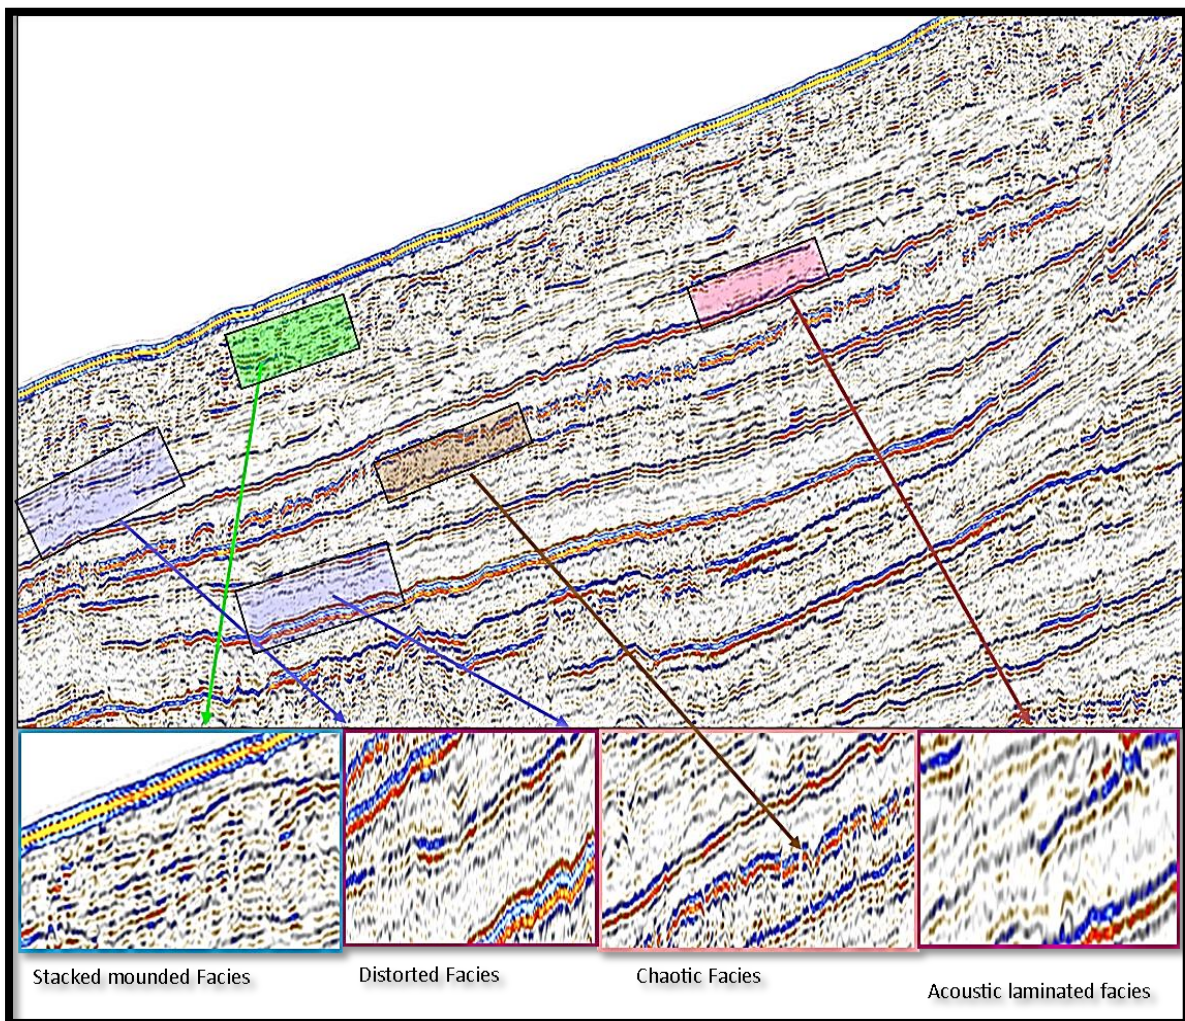 Stacked mounded Facies
Distorted Facies
Chaotic Facies
Acoustic laminated facies